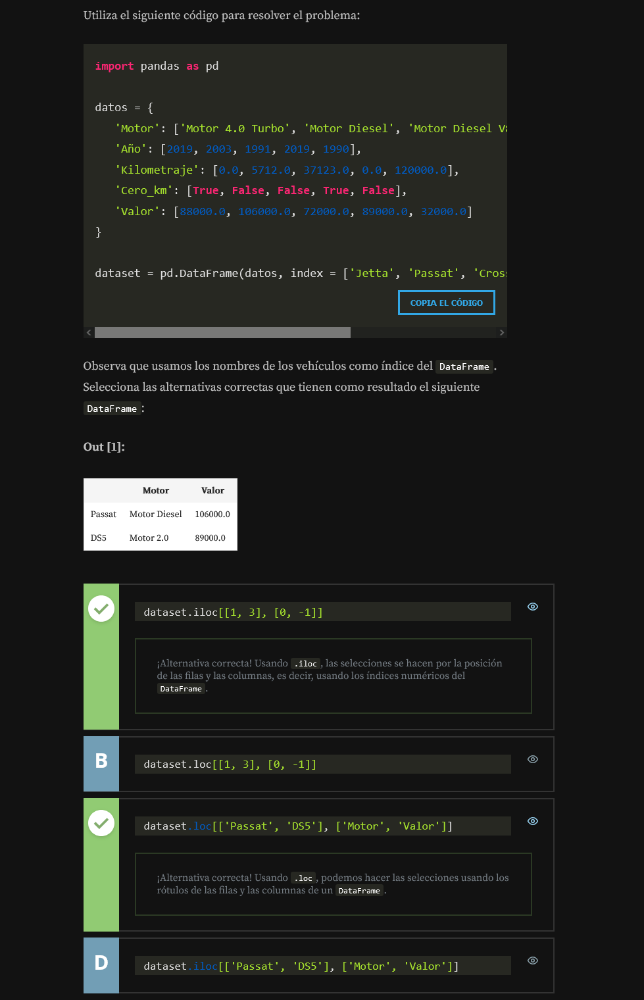 Utiliza el siguiente código para resolver el problema:
import pandas as pd
datos = {
'Motor': ['Motor 4.0 Turbo', 'Motor Diesel', 'Motor Diesel V8
'Año': [2019, 2003, 1991, 2019, 1990],
'Kilometraje': [0.0, 5712.0, 37123.0, 0.0, 120000.0],
'Cero_km': [True, False, False, True, False],
'Valor': [88000.0, 106000.0, 72000.0, 89000.0, 32000.0]
}
dataset = pd.DataFrame(datos, index = ['Jetta', 'Passat', 'Cross
COPIA EL CÓDIGO
Observa que usamos los nombres de los vehículos como índice del DataFrame.
Selecciona las alternativas correctas que tienen como resultado el siguiente
DataFrame:
Out [1]:
Motor Valor
Passat Motor Diesel 106000.0
DS5 Motor 2.0 89000.0
dataset.iloc[[1, 3], [0, -1]]
¡Alternativa correcta! Usando .iloc, las selecciones se hacen por la posición
de las filas y las columnas, es decir, usando los índices numéricos del
DataFrame.
B
dataset.loc[[1, 3], [0, -1]]
dataset.loc[['Passat', 'DS5'], ['Motor', 'Valor']]
¡Alternativa correcta! Usando .loc, podemos hacer las selecciones usando los
rótulos de las filas y las columnas de un DataFrame.
D
dataset.iloc[['Passat', 'DS5'], ['Motor', 'Valor']]